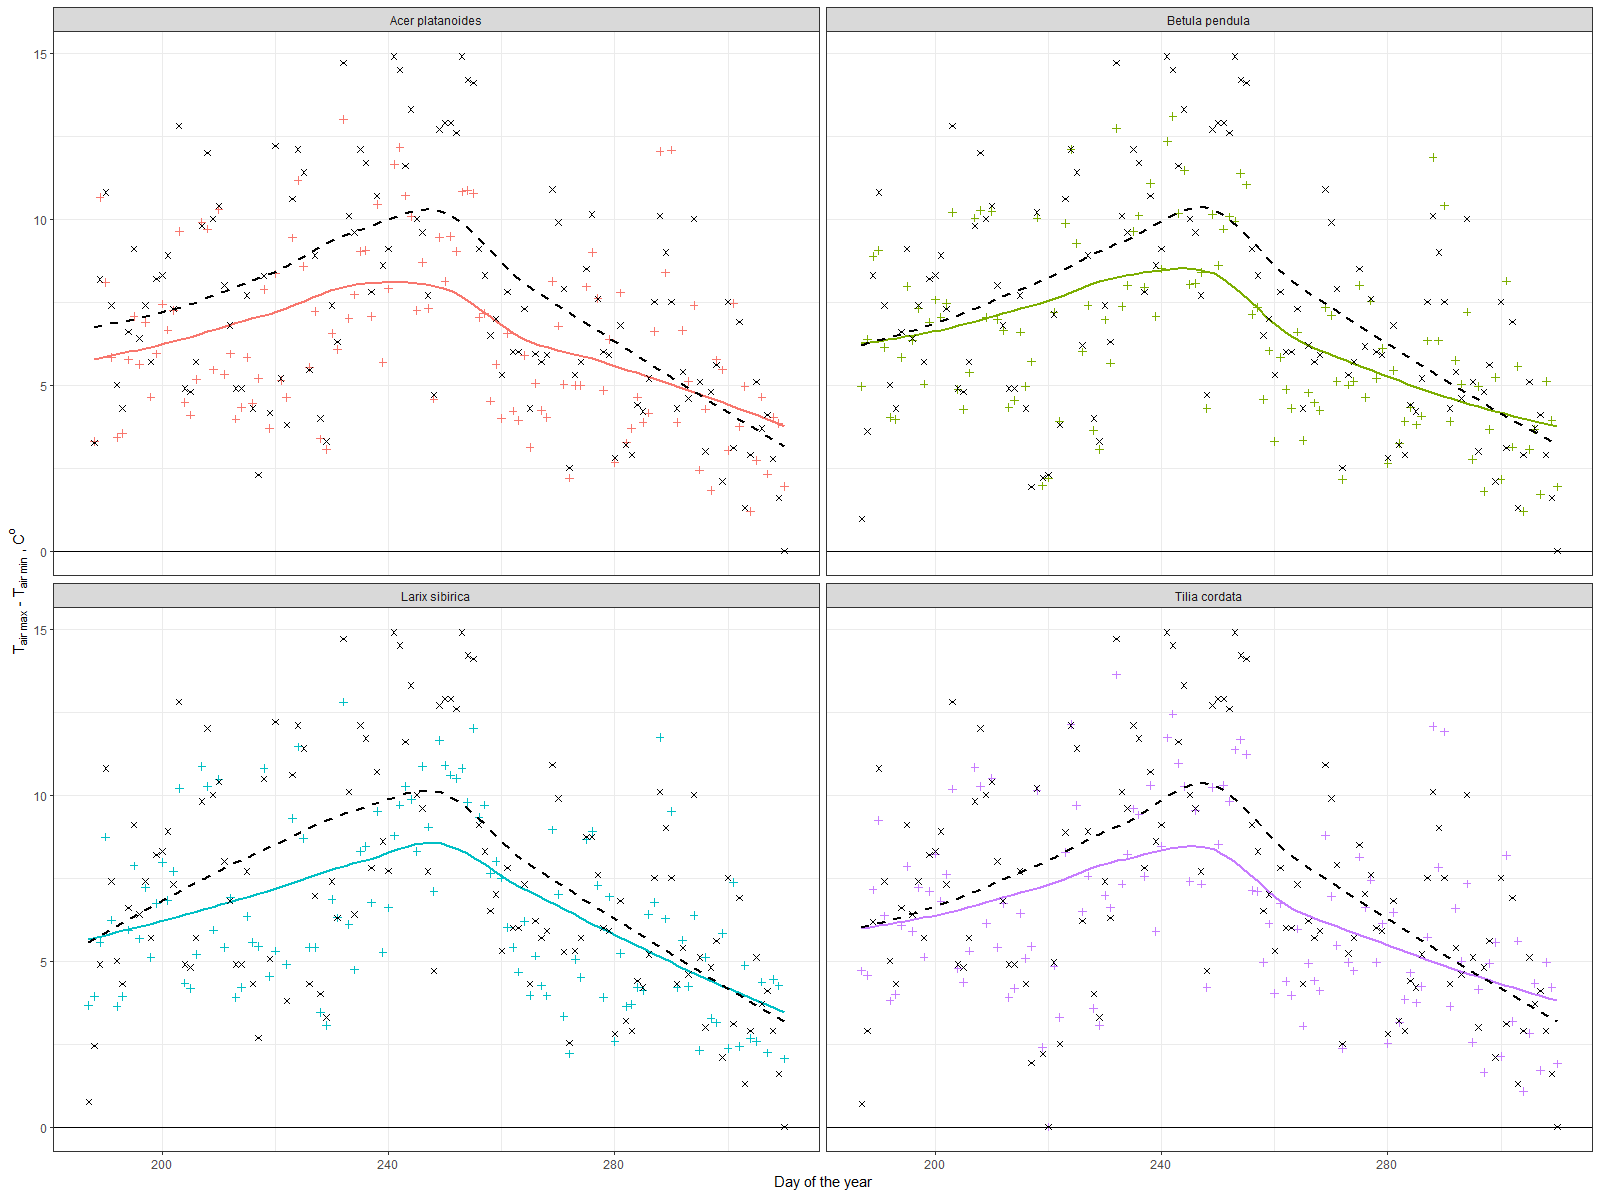 Acer platanoides
Betula pendula
15
10
5
0
Larix sibirica
Tilia cordata
15
10
5
0
200
240
280
200
240
280
Day of the year
Tair max - Tair min , Co